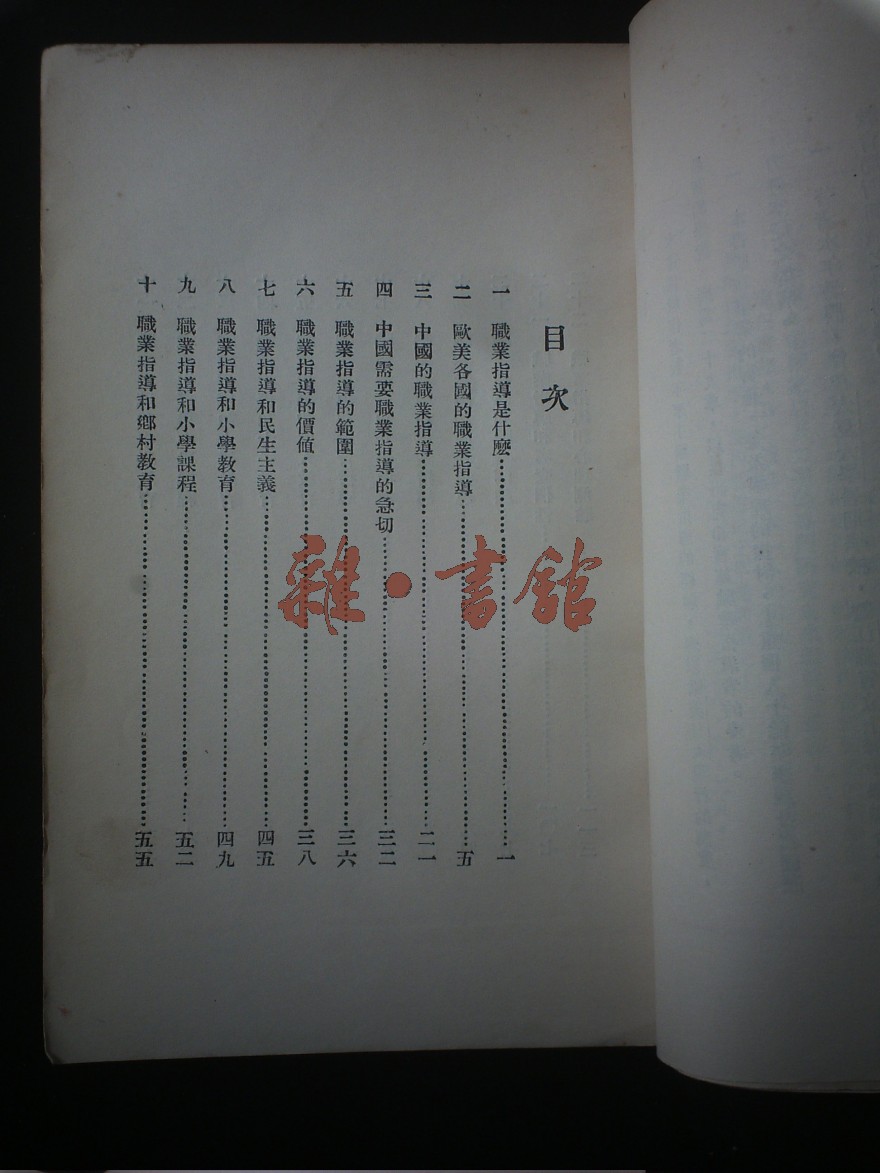 目次
一 職業指導是什麽……一
二 歐美各國的職業指導……五
三 中國的職業指導……二一
四 中國需要職業指導的急切……三二
五 職業指導的範圍……三六
六 職業指導的價値……三八
七 職業指導和民生主義……四五
八 職業指導和小學教育……四九
九 職業指導和小學課程……五二
十 職業指導和鄉村教育……五五
雜·書館